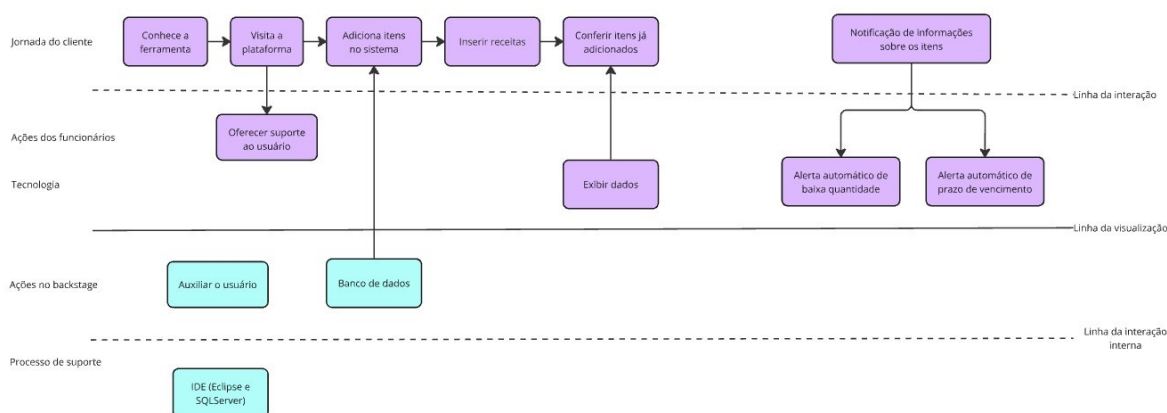 Jornada do cliente
Conhece a
ferramenta
Visita a
plataforma
Adiciona itens
no sistema
Inserir receitas
Conferir itens já
adicionados
Notificação de informações
sobre os itens
Linha da interação
Ações dos funcionários
Oferecer suporte
ao usuário
Tecnologia
Exibir dados
Alerta automático de
baixa quantidade
Alerta automático de
prazo de vencimento
Linha da visualização
Ações no backstage
Auxiliar o usuário
Banco de dados
Linha da interação
interna
Processo de suporte
IDE (Eclipse e
SQLServer)